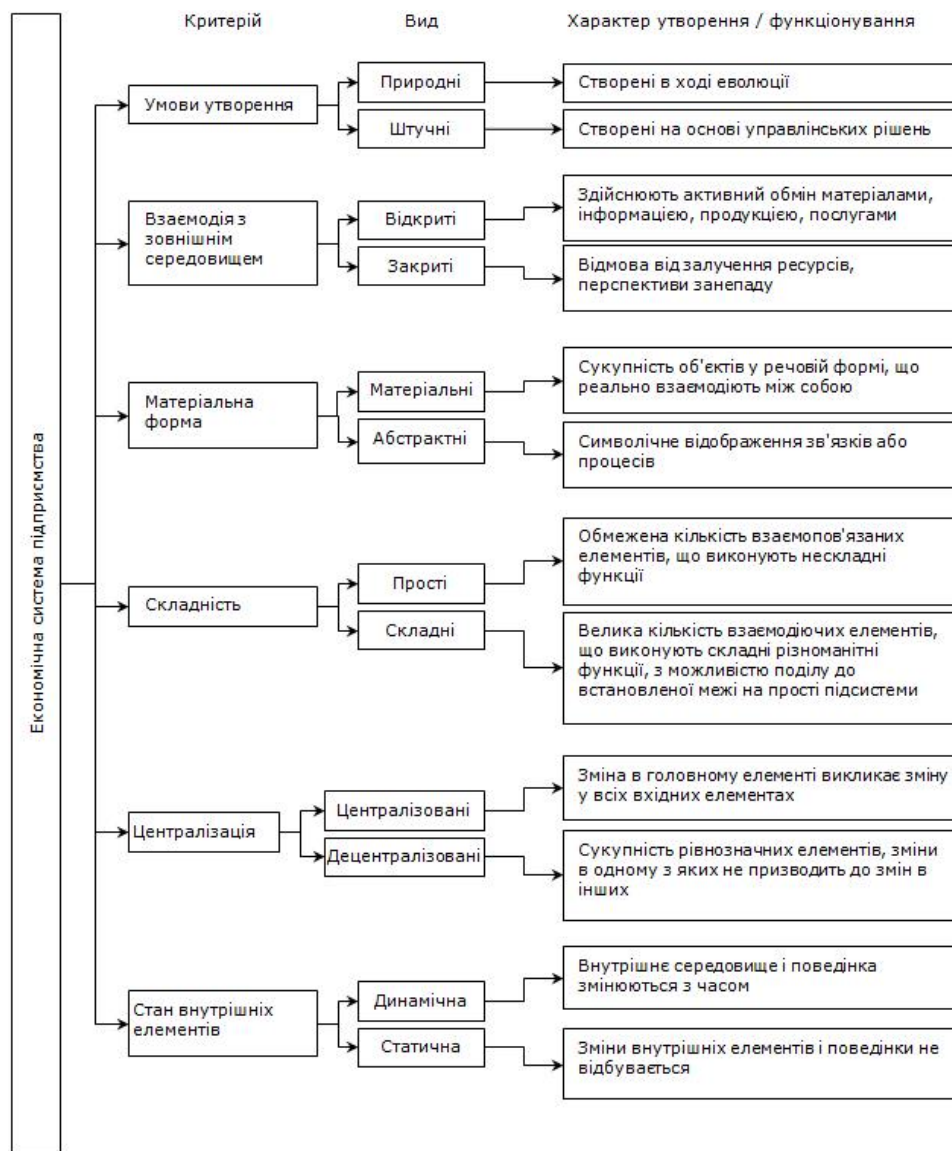 Критерій Вид Характер утворення / функціонування
Економічна система підприємства
Умови утворення
Природні
Створені в ході еволюції
Штучні
Створені на основі управлінських рішень
Взаємодія з
зовнішнім
середовищем
Відкриті
Здійснюють активний обмін матеріалами,
інформацією, продукцією, послугами
Закриті
Відмова від залучення ресурсів,
перспективи занепаду
Матеріальна
форма
Матеріальні
Сукупність об'єктів у речовій формі, що
реально взаємодіють між собою
Абстрактні
Символічне відображення зв'язків або
процесів
Складність
Прості
Обмежена кількість взаємопов'язаних
елементів, що виконують нескладні
функції
Складні
Велика кількість взаємодіючих елементів,
що виконують складні різноманітні
функції, з можливістю поділу до
встановленої межі на прості підсистеми
Централізація
Централізовані
Зміна в головному елементі викликає зміну
у всіх вхідних елементах
Децентралізовані
Сукупність рівнозначних елементів, зміни
в одному з яких не призводить до змін в
інших
Стан внутрішніх
елементів
Динамічна
Внутрішнє середовище і поведінка
змінюються з часом
Статична
Зміни внутрішніх елементів і поведінки не
відбувається